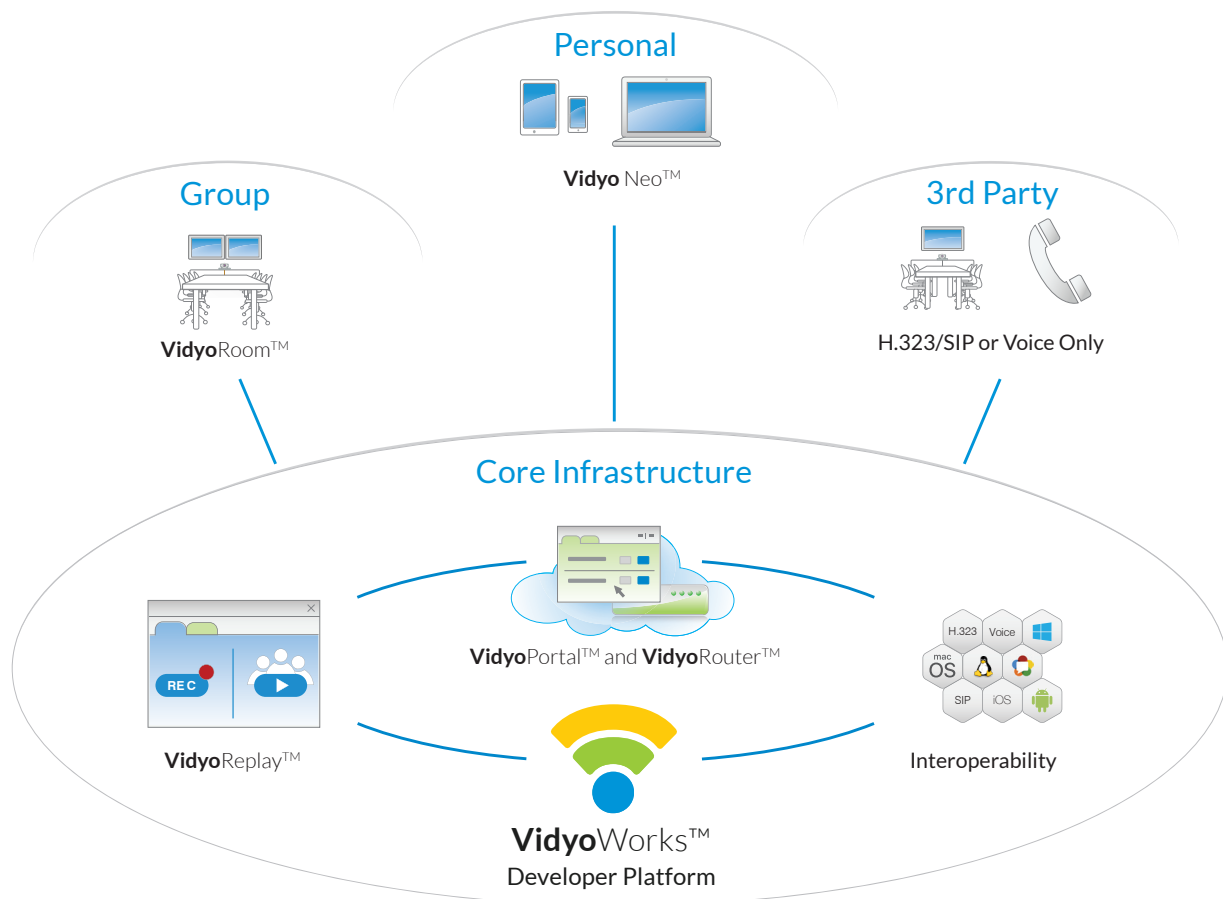 Personal
Vidyo Neo™
Group
VidyoRoom™
3rd Party
H.323/SIP or Voice Only
Core Infrastructure
VidyoPortal™ and VidyoRouter™
REC
VidyoReplay™
H.323
Voice
mac
OS
SIP
iOS
Interoperability
VidyoWorks™
Developer Platform